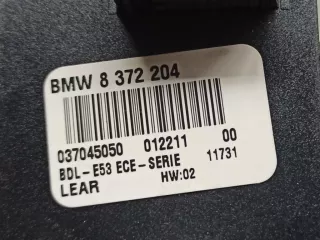 BMW 8 372 204
037045050 012211 00
BDL-E53 ECE-SERIE 11731
LEAR HW:02